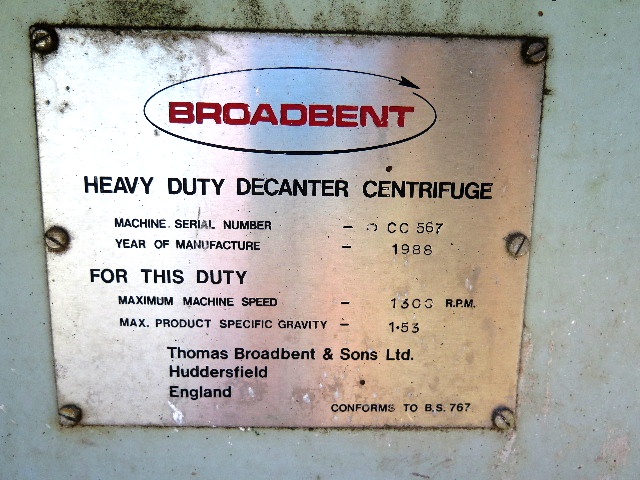 BROADBENT
HEAVY DUTY DECANTER CENTRIFUGE
MACHINE SERIAL NUMBER - CC 567
YEAR OF MANUFACTURE - 1988
FOR THIS DUTY
MAXIMUM MACHINE SPEED - 1300 R.P.M.
MAX. PRODUCT SPECIFIC GRAVITY - 1·53
Thomas Broadbent & Sons Ltd.
Huddersfield
England
CONFORMS TO B.S. 767